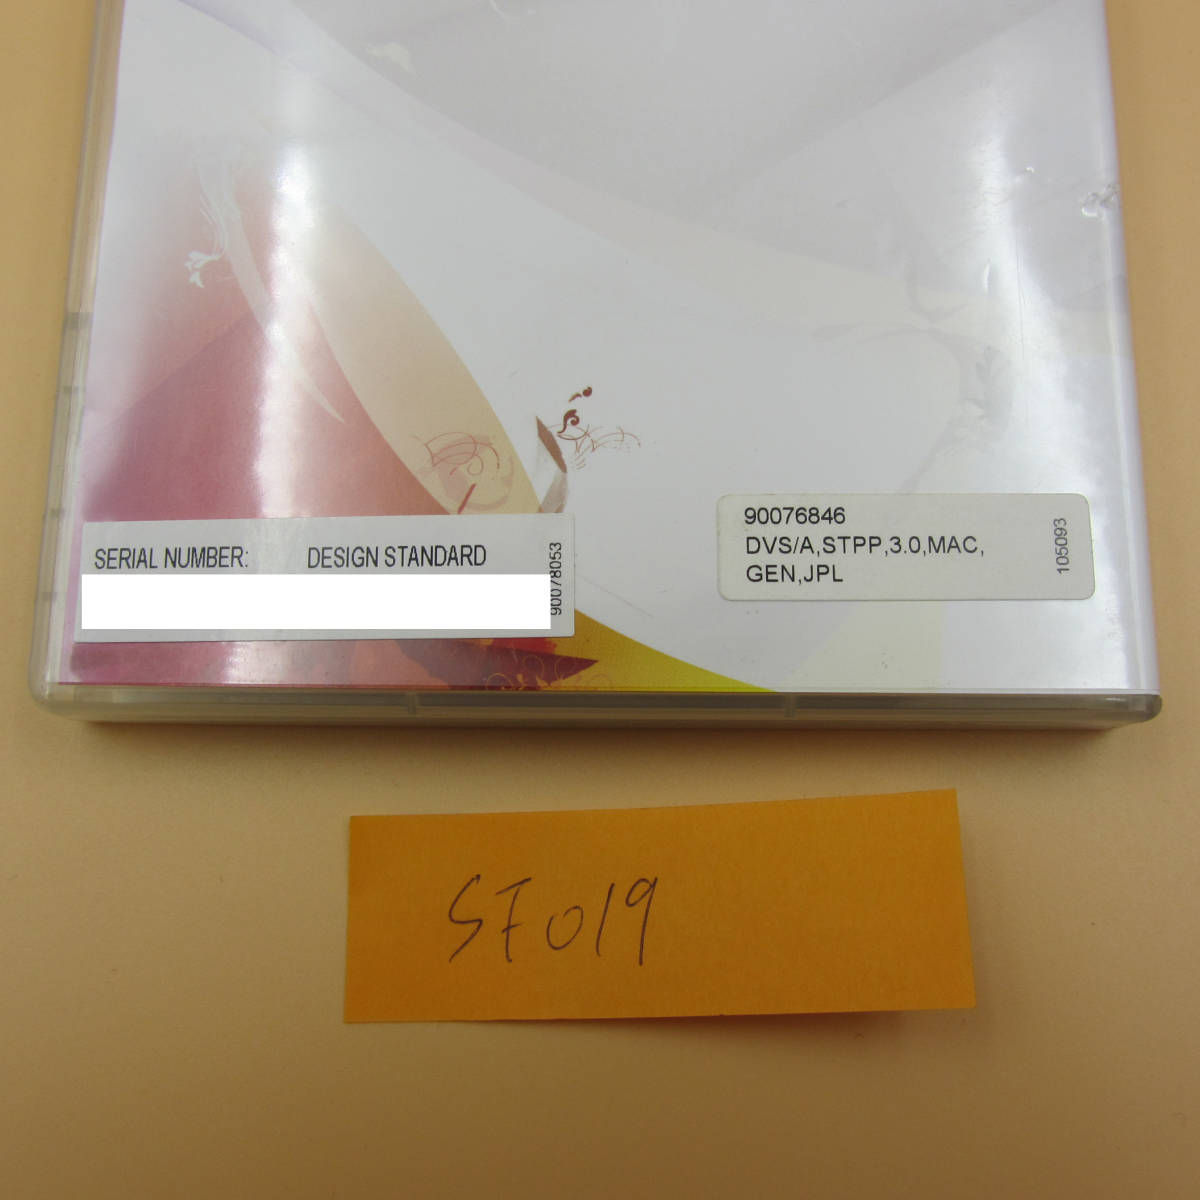 SERIAL NUMBER: DESIGN STANDARD
90078053
90076846
DVS/A,STPP,3.0,MAC,
GEN,JPL
105093
SF019